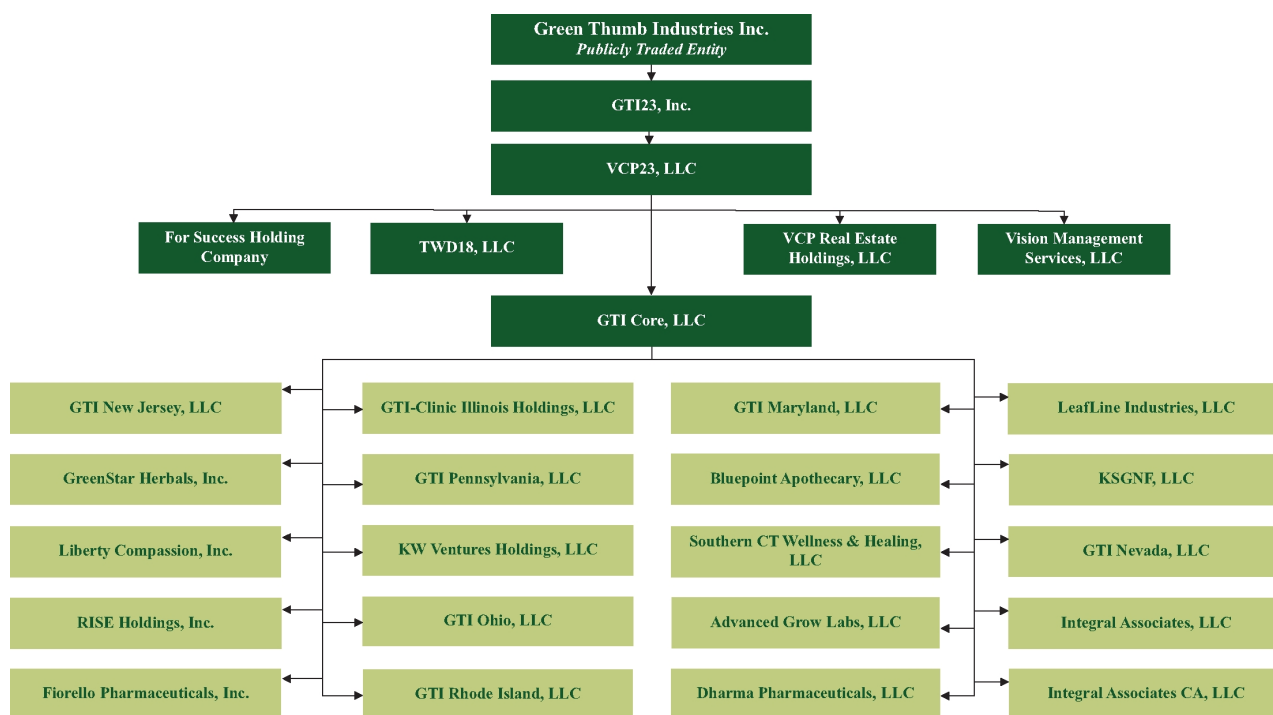 Green Thumb Industries Inc.
Publicly Traded Entity
GTI23, Inc.
VCP23, LLC
For Success Holding
Company
TWD18, LLC
VCP Real Estate
Holdings, LLC
Vision Management
Services, LLC
GTI Core, LLC
GTI New Jersey, LLC
GTI-Clinic Illinois Holdings, LLC
GTI Maryland, LLC
LeafLine Industries, LLC
GreenStar Herbals, Inc.
GTI Pennsylvania, LLC
Bluepoint Apothecary, LLC
KSGNF, LLC
Liberty Compassion, Inc.
KW Ventures Holdings, LLC
Southern CT Wellness & Healing,
LLC
GTI Nevada, LLC
RISE Holdings, Inc.
GTI Ohio, LLC
Advanced Grow Labs, LLC
Integral Associates, LLC
Fiorello Pharmaceuticals, Inc.
GTI Rhode Island, LLC
Dharma Pharmaceuticals, LLC
Integral Associates CA, LLC